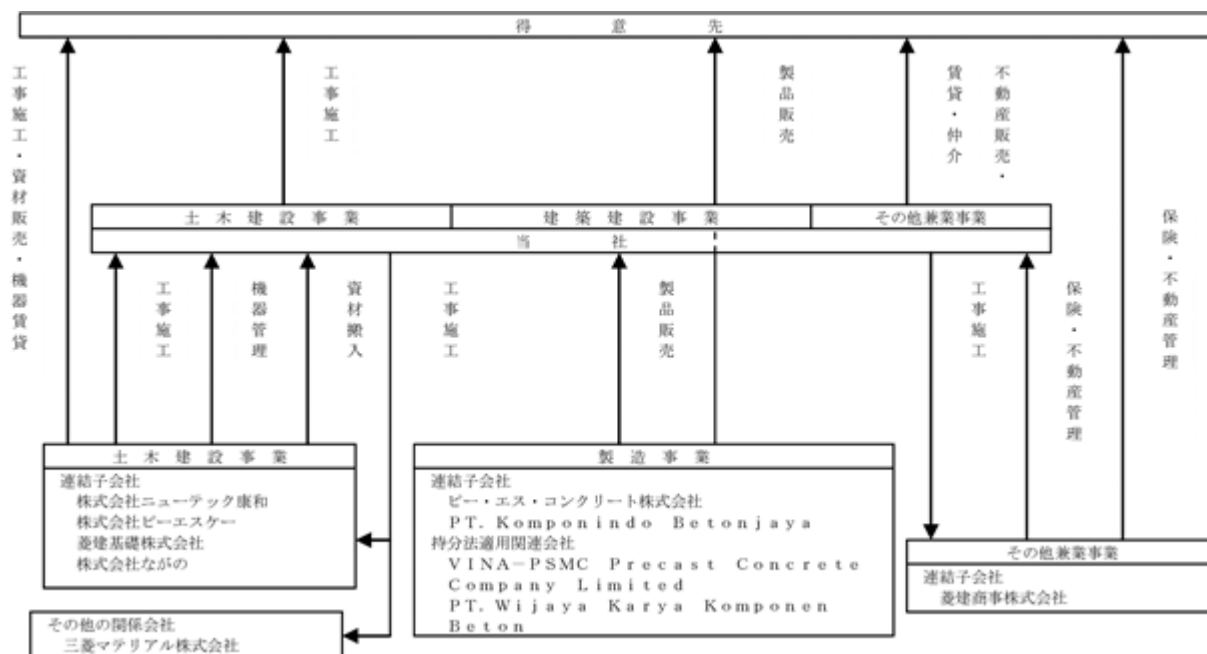 得意先
工事施工・資材販売・機器賃貸
工事施工
製品販売
不動産販売・
賃貸・仲介
保険・不動産管理
土木建設事業
建築建設事業
その他兼業事業
当社
工事施工
機器管理
資材搬入
工事施工
製品販売
工事施工
保険・不動産管理
土木建設事業
連結子会社
株式会社ニューテック康和
株式会社ピーエスケー
菱建基礎株式会社
株式会社ながの
その他の関係会社
三菱マテリアル株式会社
製造事業
連結子会社
ピー・エス・コンクリート株式会社
PT. Komponindo Betonjaya
持分法適用関連会社
VINA-PSMC Precast Concrete
Company Limited
PT. Wijaya Karya Komponen
Beton
その他兼業事業
連結子会社
菱建商事株式会社